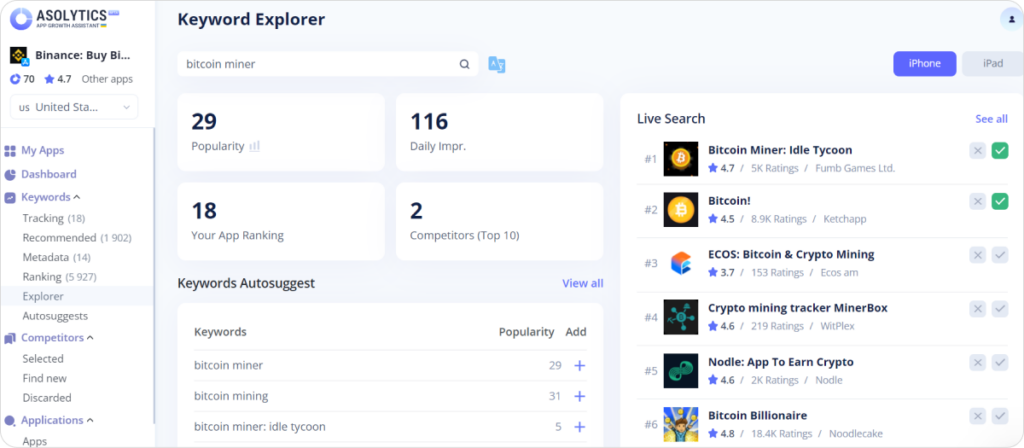 ASOLYTICS
APP GROWTH ASSISTANT
Binance: Buy Bi...
70 4.7 Other apps
us United Sta...
My Apps
Dashboard
Keywords
Tracking (18)
Recommended (1 902)
Metadata (14)
Ranking (5 927)
Explorer
Autosuggests
Competitors
Selected
Find new
Discarded
Applications
Apps
Keyword Explorer
bitcoin miner
iPhone
iPad
29
Popularity
116
Daily Impr.
18
Your App Ranking
2
Competitors (Top 10)
Keywords Autosuggest View all
Keywords Popularity Add
bitcoin miner 29 +
bitcoin mining 31 +
bitcoin miner: idle tycoon 5 +
Live Search See all
#1 Bitcoin Miner: Idle Tycoon
4.7 / 5K Ratings / Fumb Games Ltd.
#2 Bitcoin!
4.5 / 8.9K Ratings / Ketchapp
#3 ECOS: Bitcoin & Crypto Mining
3.7 / 153 Ratings / Ecos am
#4 Crypto mining tracker MinerBox
4.6 / 219 Ratings / WitPlex
#5 Nodle: App To Earn Crypto
4.6 / 2K Ratings / Nodle
#6 Bitcoin Billionaire
4.8 / 18.4K Ratings / Noodlecake